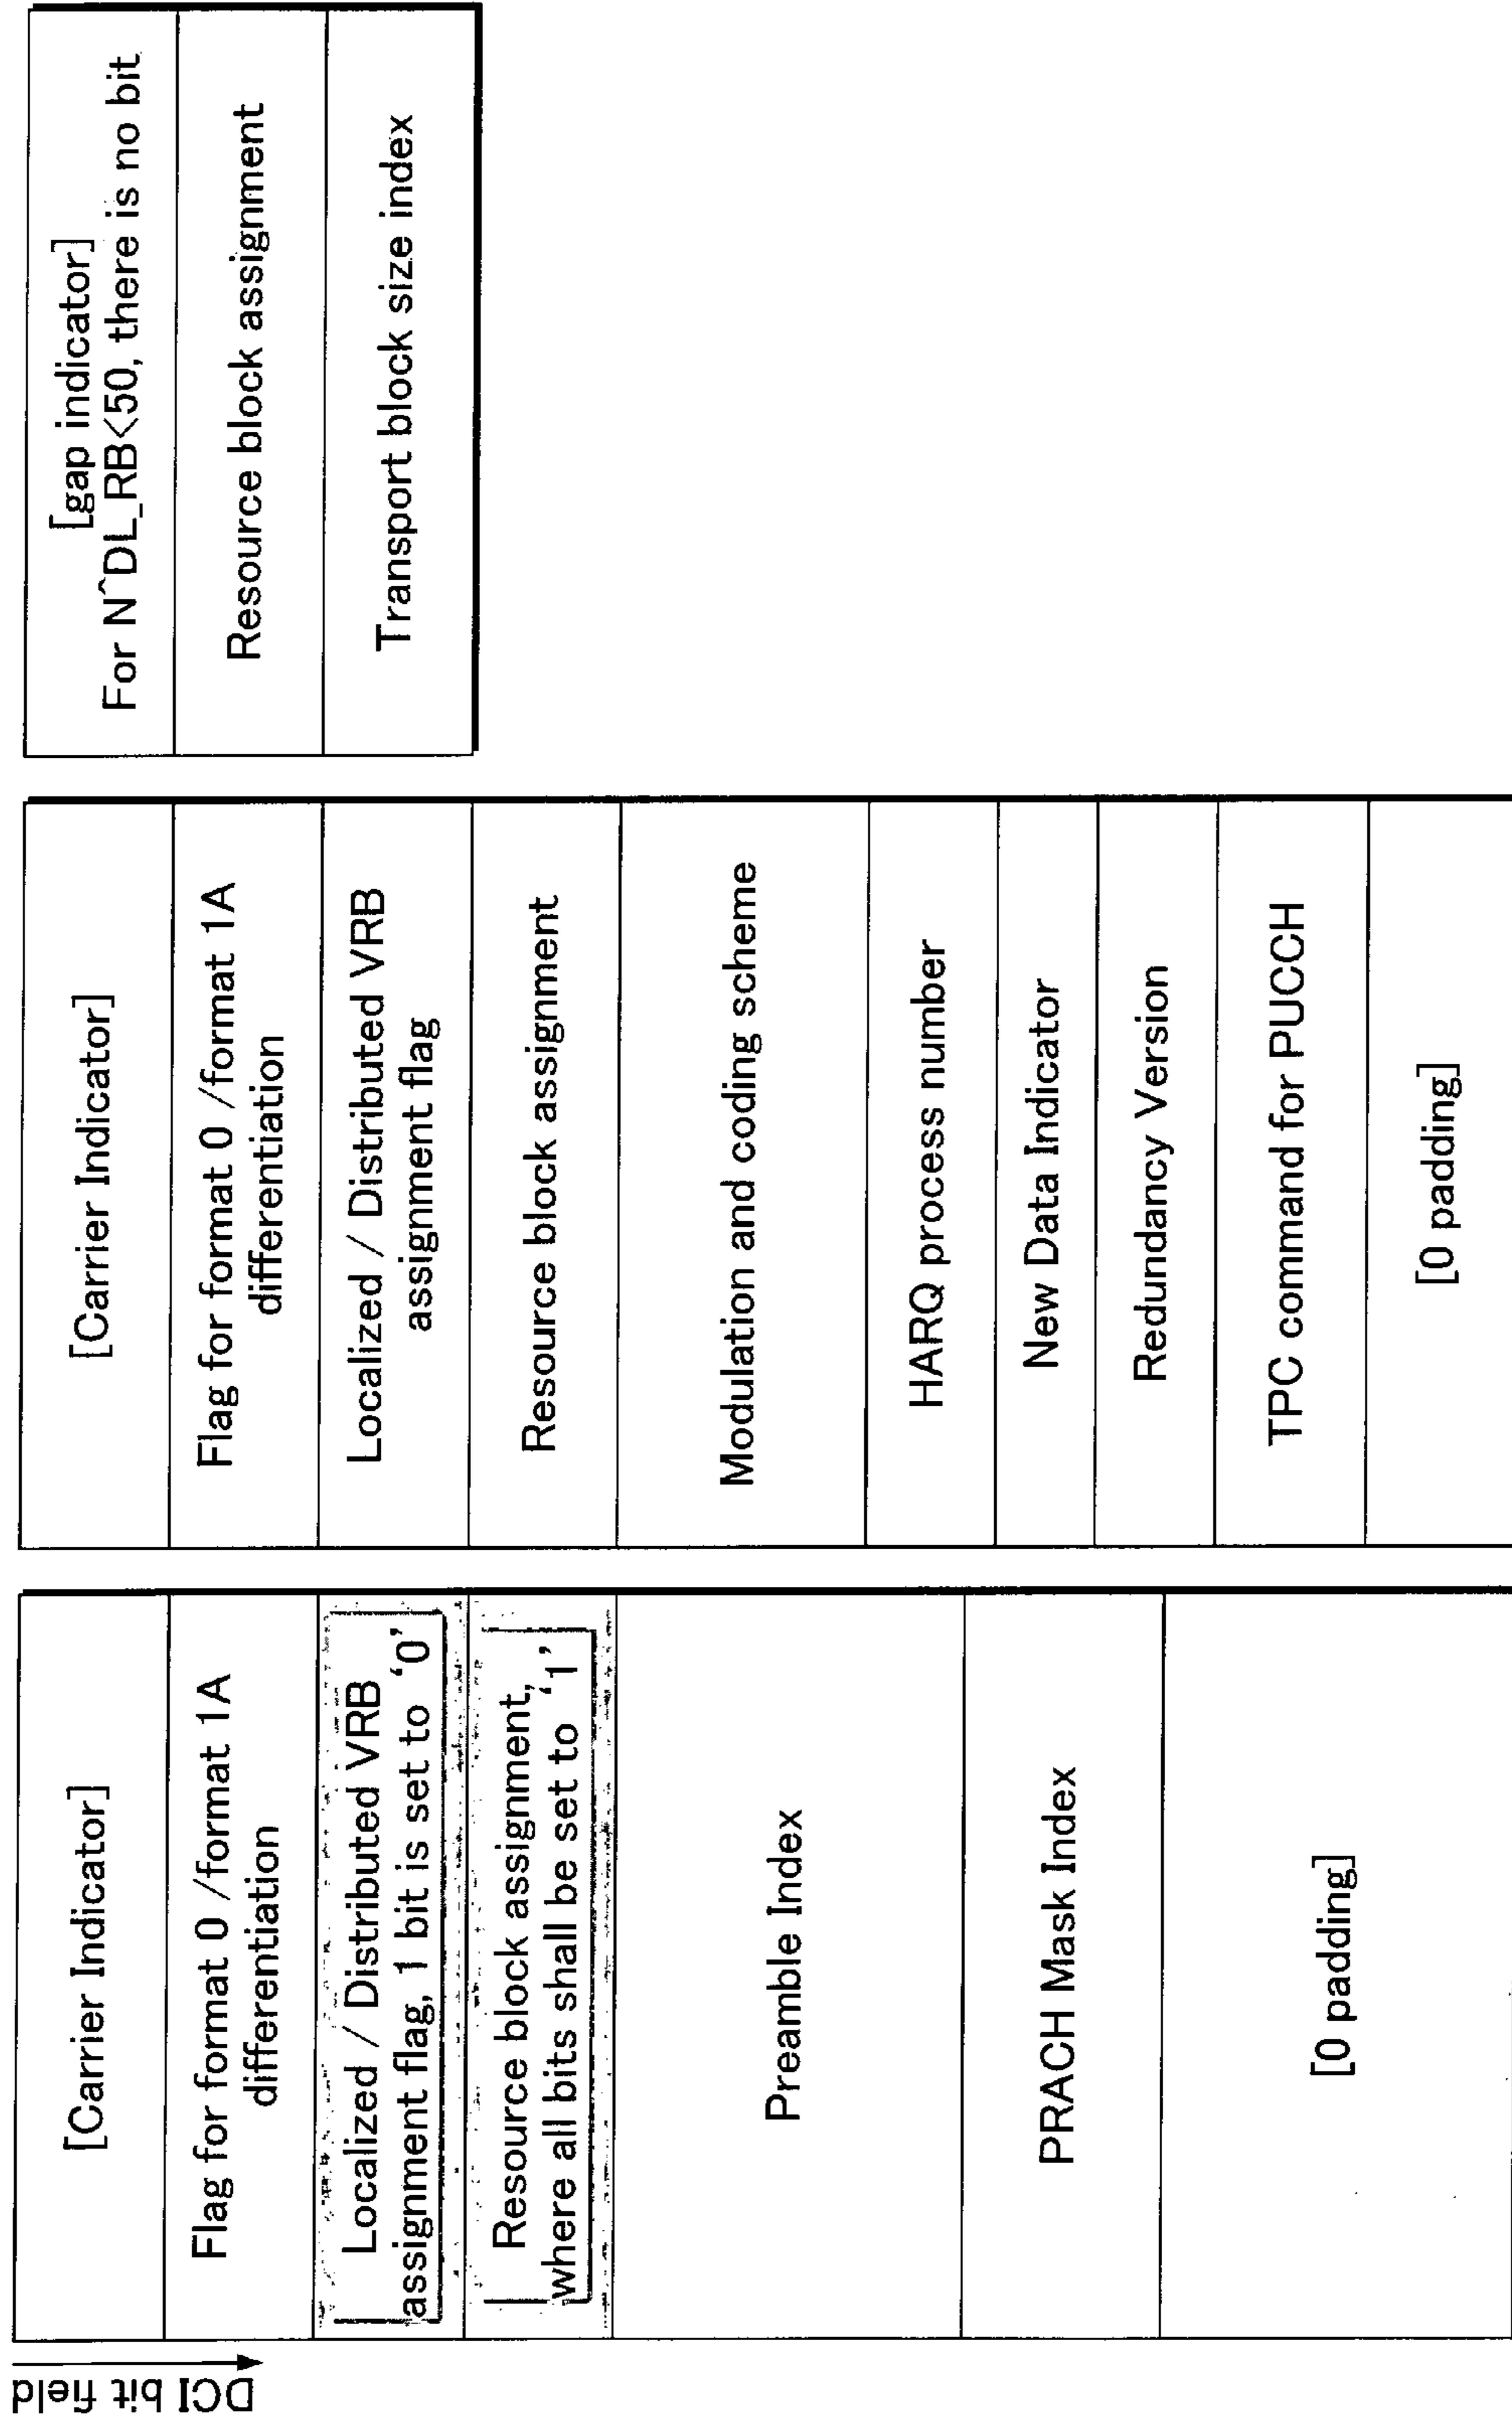 DCI bit field
[Carrier Indicator]
Flag for format 0 /format 1A
differentiation
Localized / Distributed VRB
assignment flag, 1 bit is set to ‘0’
Resource block assignment,
where all bits shall be set to ‘1’
Preamble Index
PRACH Mask Index
[0 padding]
[Carrier Indicator]
Flag for format 0 /format 1A
differentiation
Localized / Distributed VRB
assignment flag
Resource block assignment
Modulation and coding scheme
HARQ process number
New Data Indicator
Redundancy Version
TPC command for PUCCH
[0 padding]
[gap indicator]
For N^DL_RB<50, there is no bit
Resource block assignment
Transport block size index